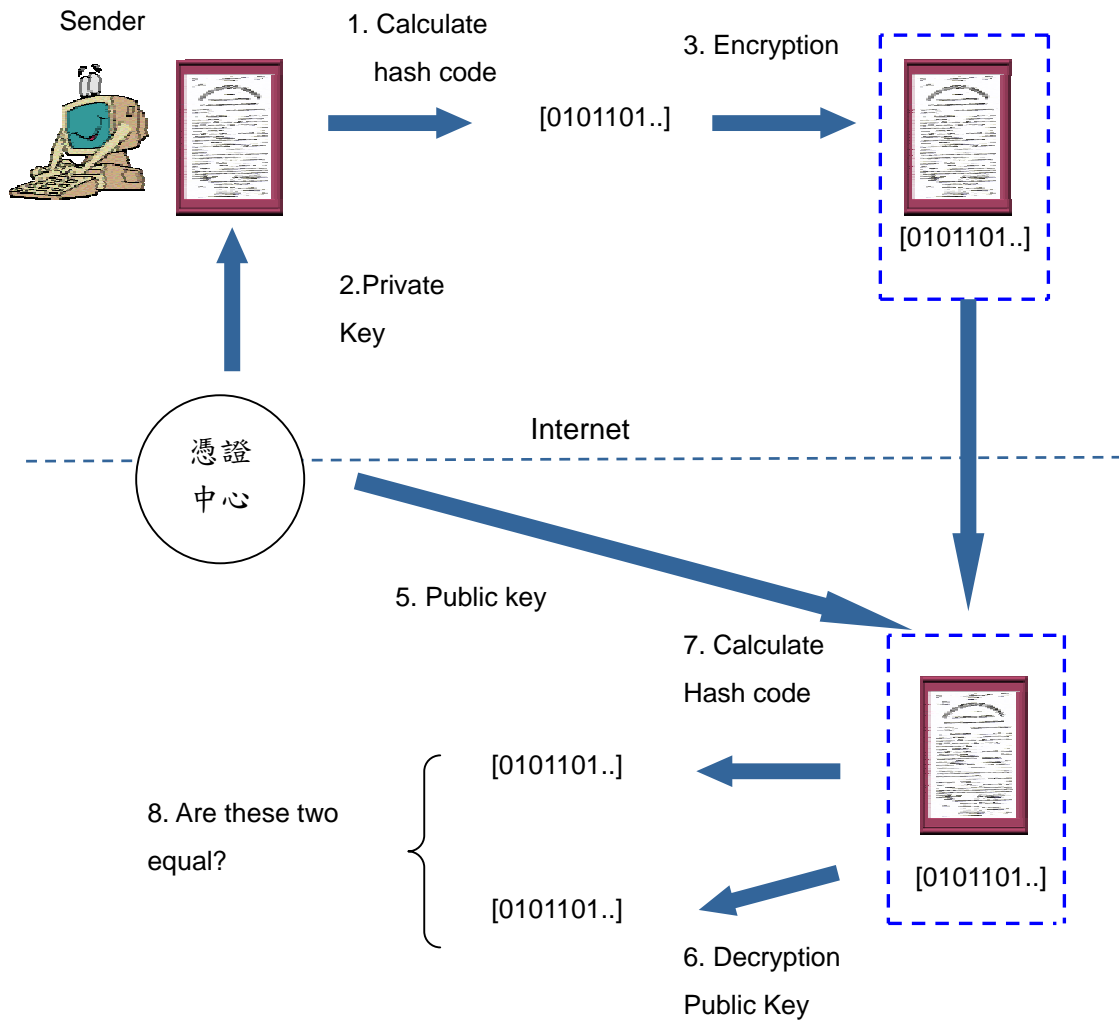 Sender
1. Calculate
hash code
3. Encryption
[0101101..]
[0101101..]
2.Private
Key
憑證
中心
Internet
5. Public key
7. Calculate
Hash code
[0101101..]
8. Are these two
equal?
[0101101..]
[0101101..]
6. Decryption
Public Key